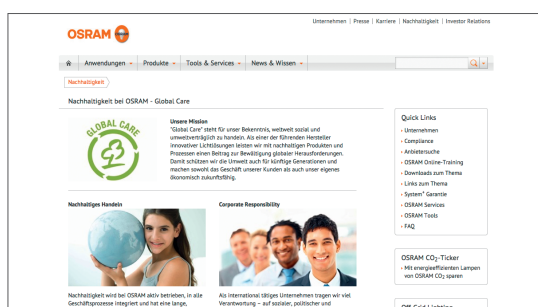 Unternehmen | Presse | Karriere | Nachhaltigkeit | Investor Relations
OSRAM
Anwendungen Produkte Tools & Services News & Wissen
Nachhaltigkeit
Nachhaltigkeit bei OSRAM - Global Care
GLOBAL CARE
Unsere Mission
"Global Care" steht für unser Bekenntnis, weltweit sozial und
umweltverträglich zu handeln. Als einer der führenden Hersteller
innovativer Lichtlösungen leisten wir mit nachhaltigen Produkten und
Prozessen einen Beitrag zur Bewältigung globaler Herausforderungen.
Damit schützen wir die Umwelt auch für künftige Generationen und
machen sowohl das Geschäft unserer Kunden als auch unser eigenes
ökonomisch zukunftsfähig.
Nachhaltiges Handeln
Nachhaltigkeit wird bei OSRAM aktiv betrieben, in alle
Geschäftsprozesse integriert und hat eine lange,
Corporate Responsibility
Als international tätiges Unternehmen tragen wir viel
Verantwortung – auf sozialer, politischer und
Quick Links
Unternehmen
Compliance
Anbietersuche
OSRAM Online-Training
Downloads zum Thema
Links zum Thema
System+ Garantie
OSRAM Services
OSRAM Tools
FAQ
OSRAM CO2-Ticker
Mit energieeffizienten Lampen
von OSRAM CO2 sparen
Off-Grid Lighting